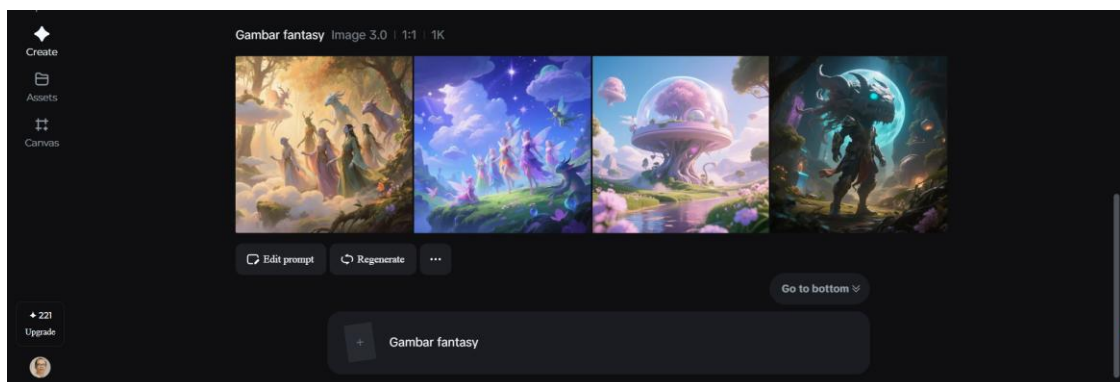 Create
Assets
Canvas
Gambar fantasy Image 3.0 | 1:1 | 1K
Edit prompt
Regenerate
Go to bottom
221
Upgrade
Gambar fantasy